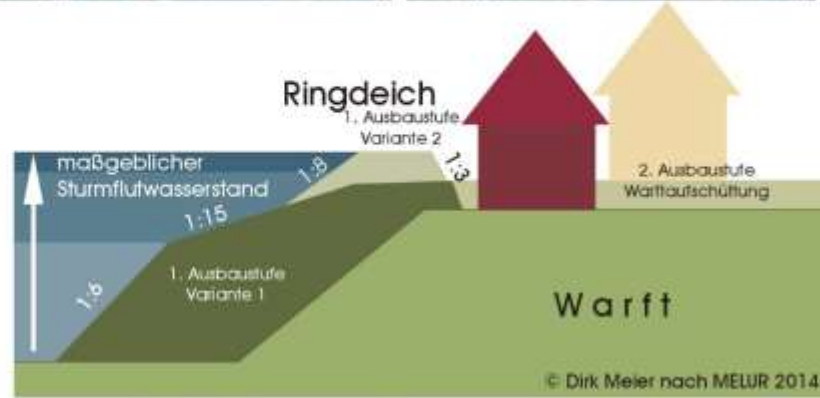 Ringdeich
1. Ausbaustufe
Variante 2
maßgeblicher
Sturmflutwasserstand
1:8
1:3
1:15
1:6
2. Ausbaustufe
Warftaufschüttung
1. Ausbaustufe
Variante 1
Warft
© Dirk Meier nach MELUR 2014